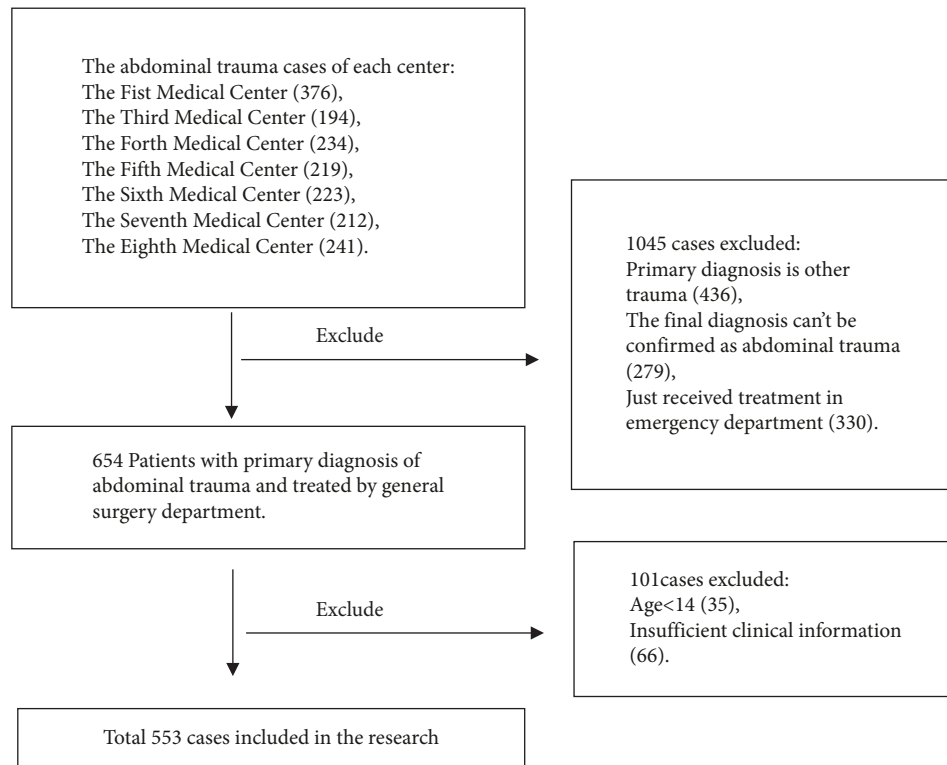 The abdominal trauma cases of each center:
The Fist Medical Center (376),
The Third Medical Center (194),
The Forth Medical Center (234),
The Fifth Medical Center (219),
The Sixth Medical Center (223),
The Seventh Medical Center (212),
The Eighth Medical Center (241).
Exclude
1045 cases excluded:
Primary diagnosis is other
trauma (436),
The final diagnosis can't be
confirmed as abdominal trauma
(279),
Just received treatment in
emergency department (330).
654 Patients with primary diagnosis of
abdominal trauma and treated by general
surgery department.
Exclude
101cases excluded:
Age<14 (35),
Insufficient clinical information
(66).
Total 553 cases included in the research